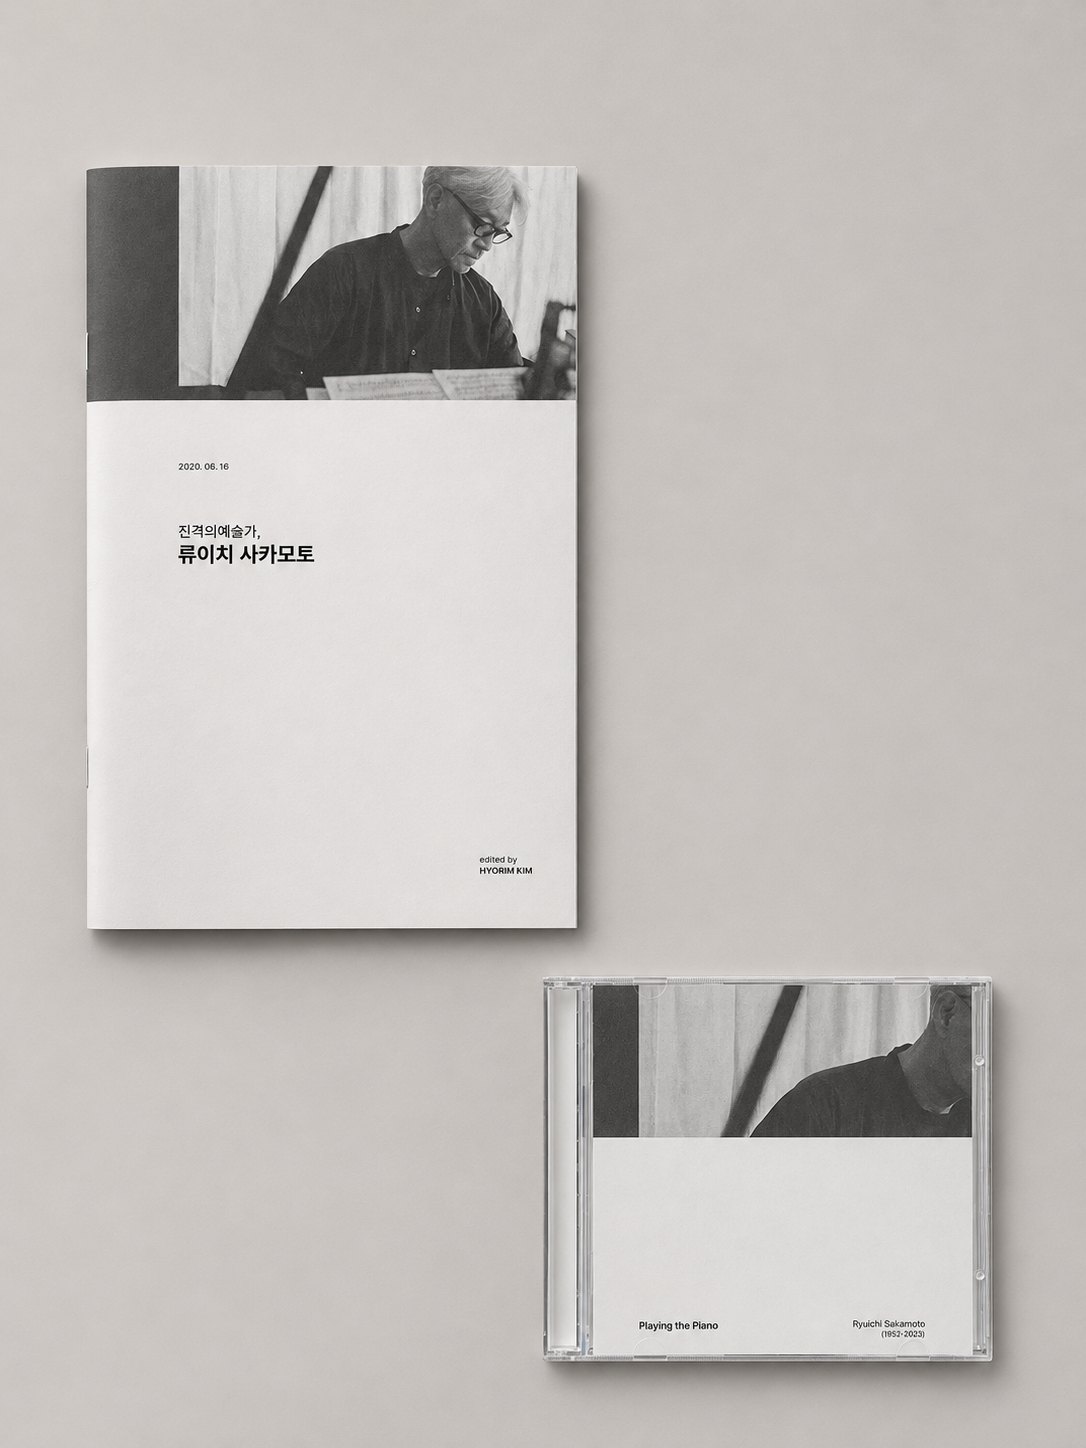 2020. 06. 16
진격의예술가,
류이치 사카모토
edited by
HYORIM KIM
Playing the Piano
Ryuichi Sakamoto
(1952-2023)